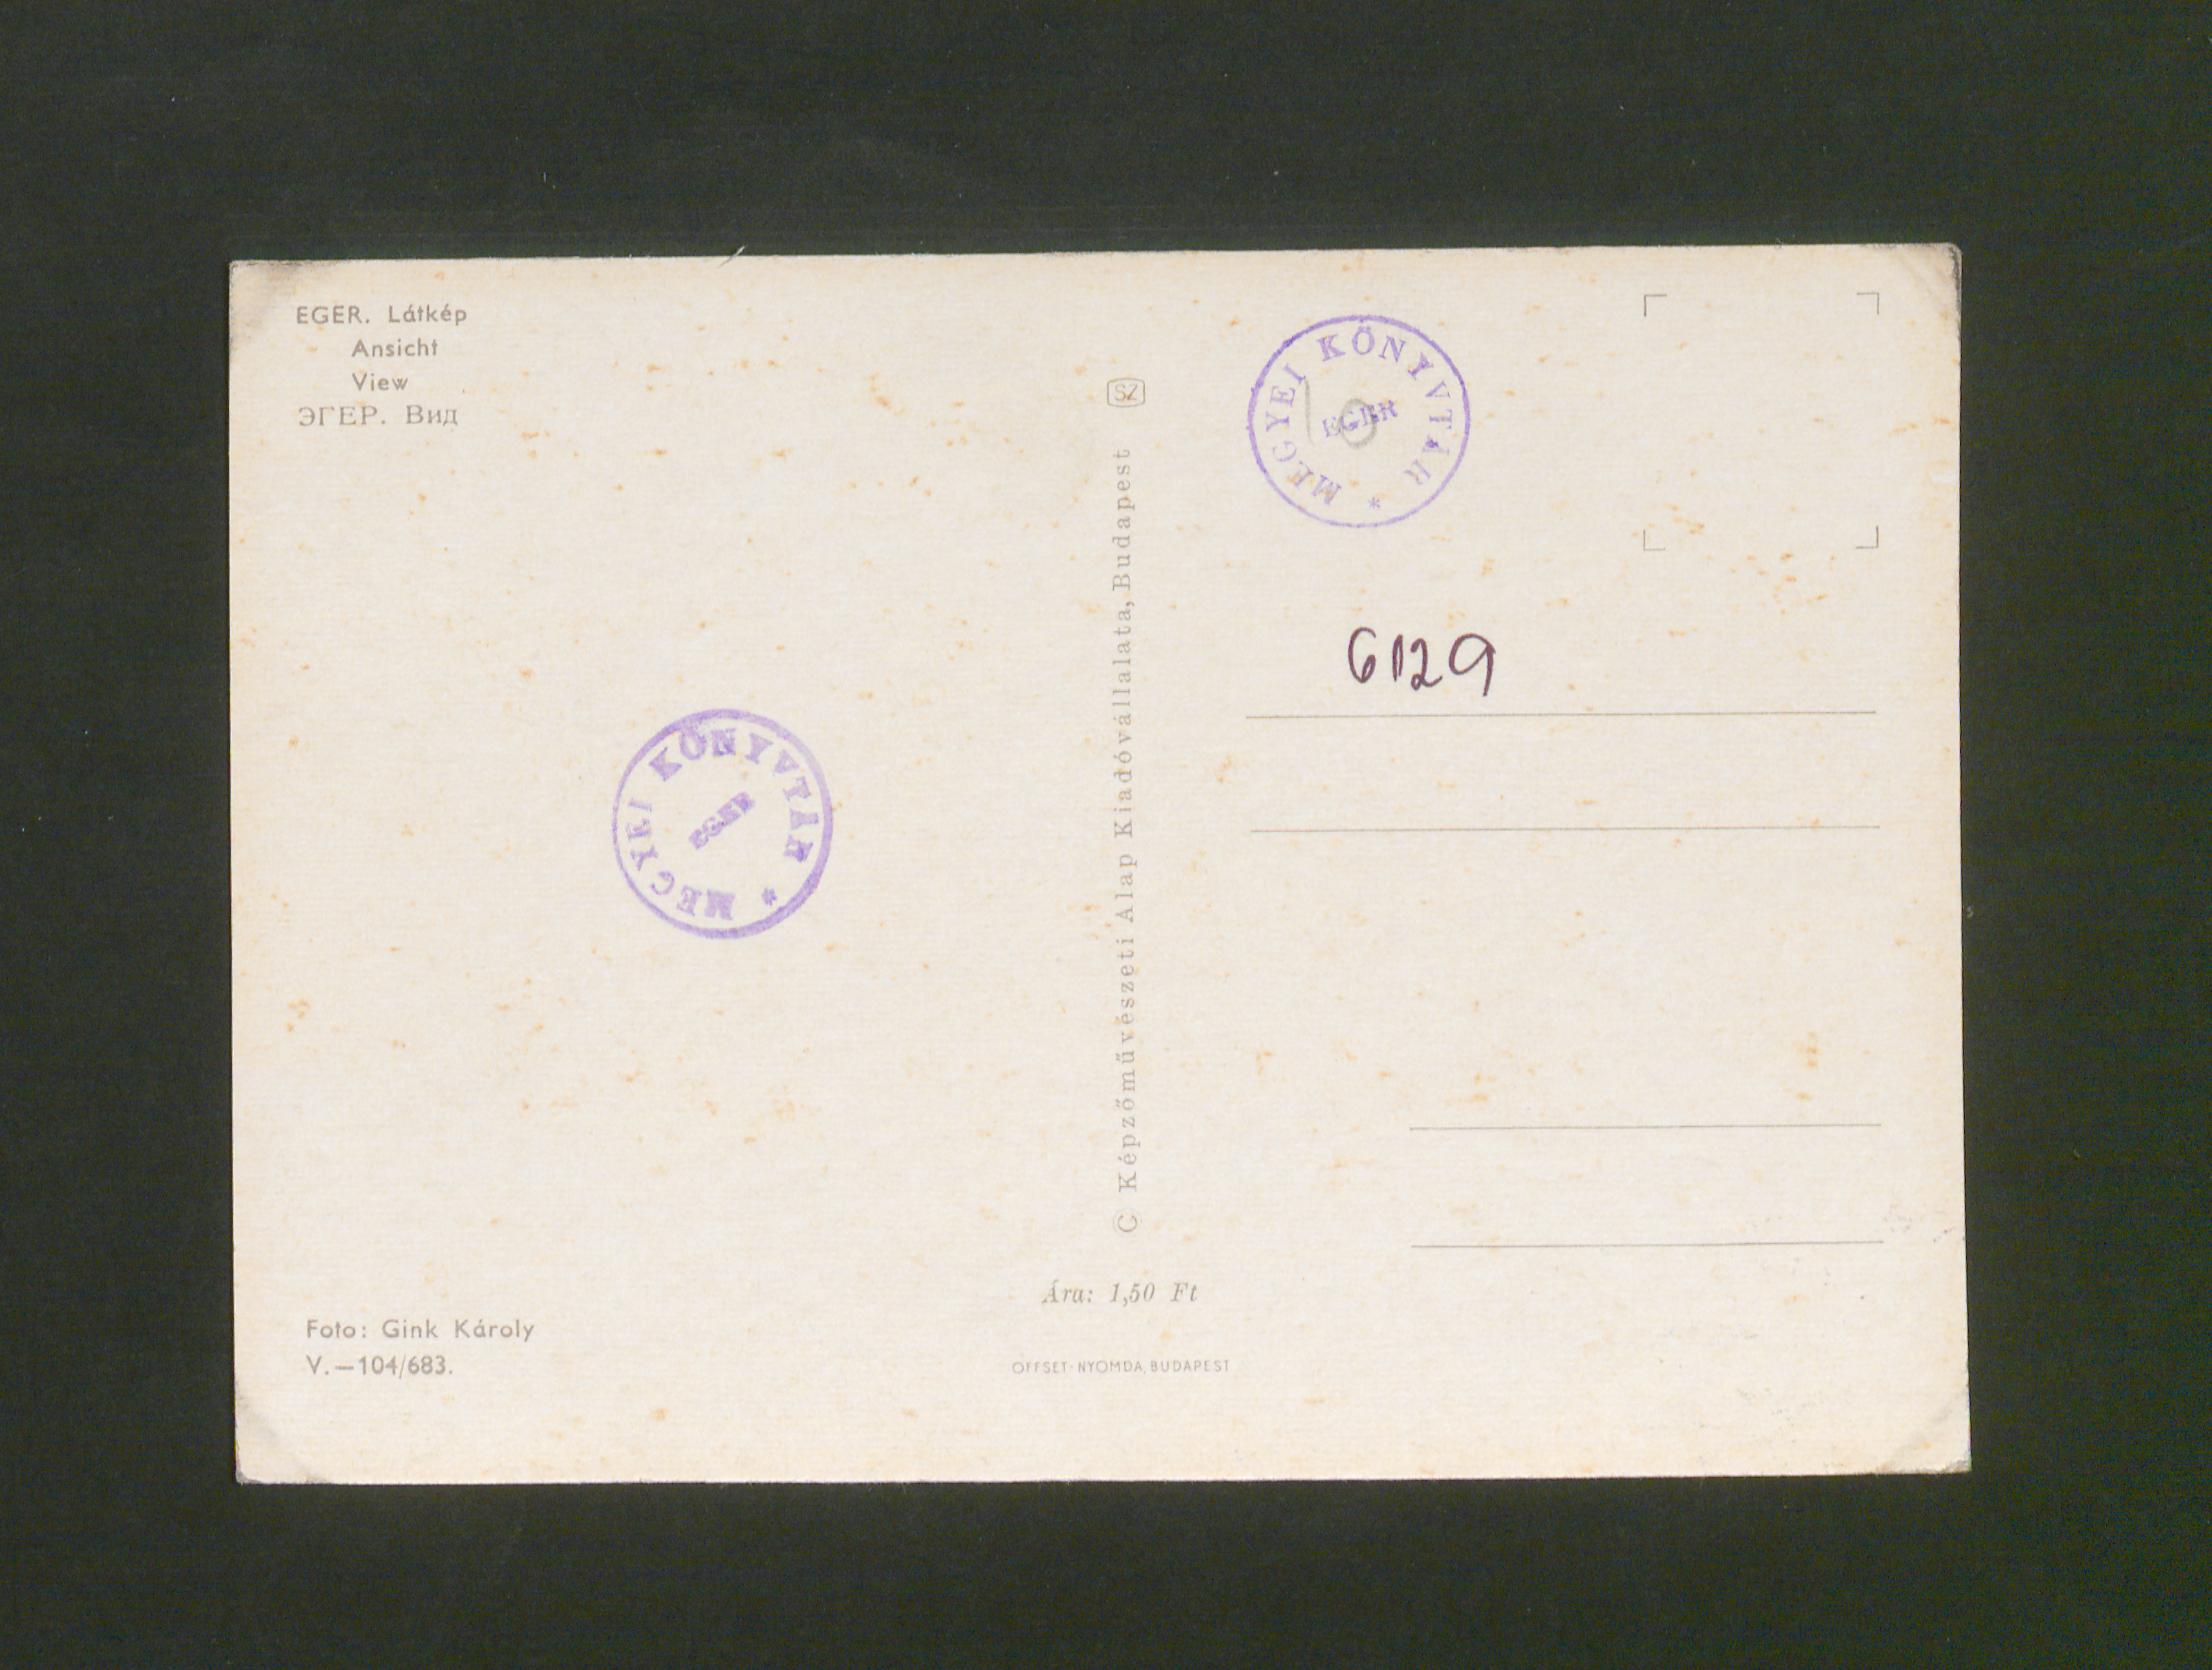 EGER. Látkép
Ansicht
View
ЭГЕР. Вид
MEGYEI KÖNYVTÁR *
EGER
Foto: Gink Károly
V.—104/683.
SZ
© Képzőművészeti Alap Kiadóvállalata, Budapest
Ára: 1,50 Ft
OFFSET-NYOMDA, BUDAPEST
MEGYEI KÖNYVTÁR *
EGER
10
6129